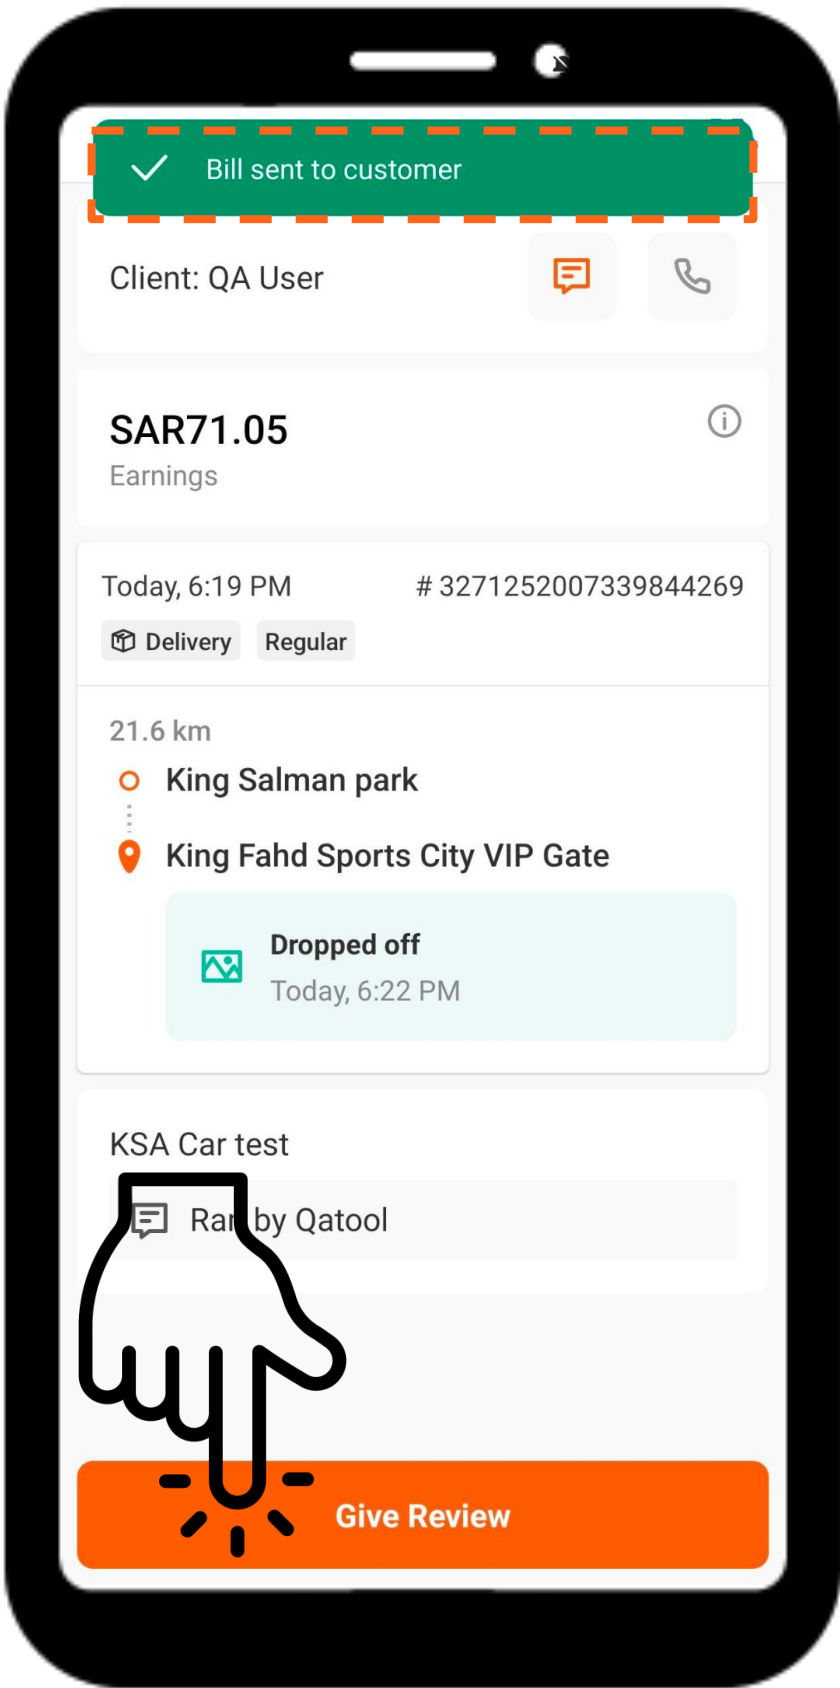 Bill sent to customer
Client: QA User
SAR71.05
Earnings
Today, 6:19 PM # 3271252007339844269
Delivery Regular
21.6 km
King Salman park
King Fahd Sports City VIP Gate
Dropped off
Today, 6:22 PM
KSA Car test
by Qatool
Give Review